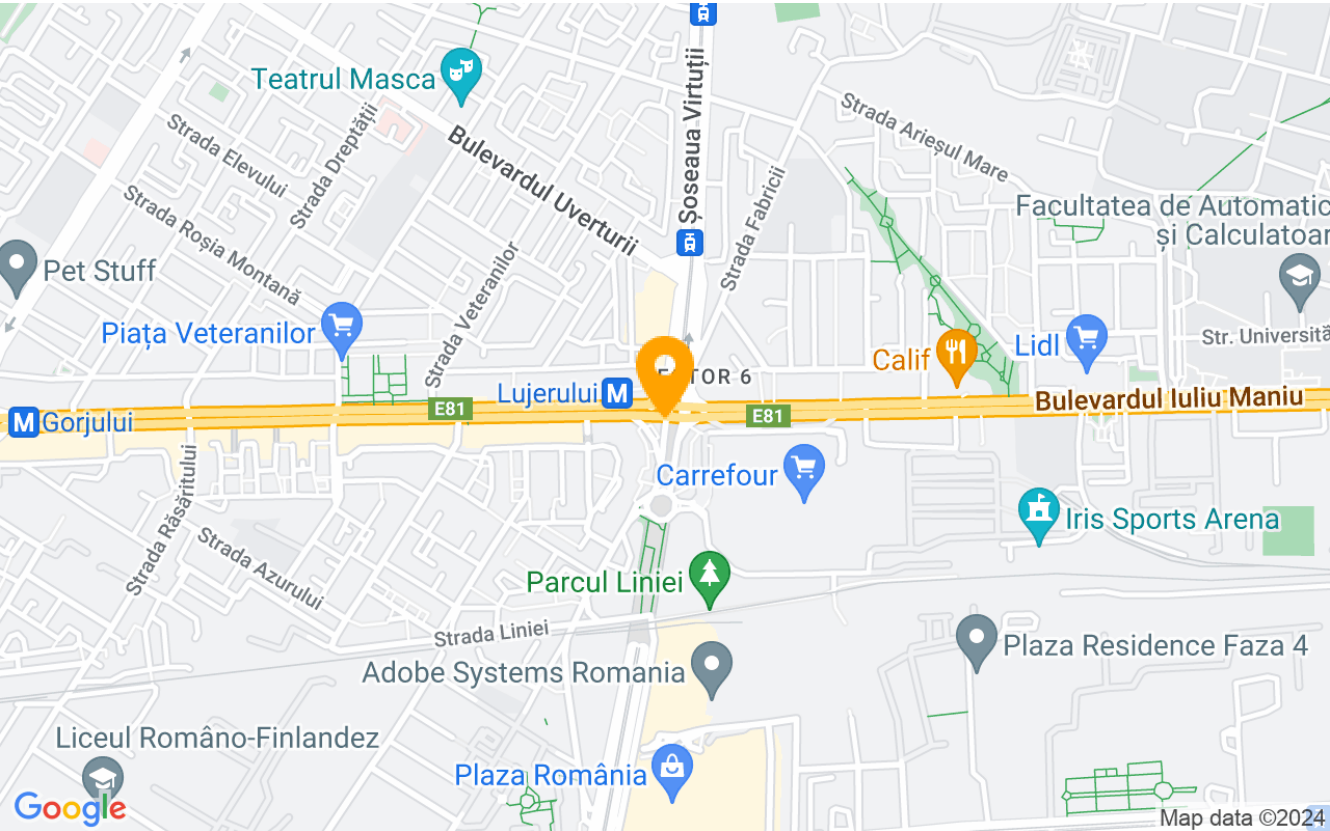 Teatrul Masca
Șoseaua Virtuții
Strada Elevului
Strada Dreptății
Bulevardul Uverturii
Strada Arieșul Mare
Strada Fabricii
Facultatea de Automatic
și Calculatoar
Strada Roșia Montană
Pet Stuff
Strada Veteranilor
Piața Veteranilor
Str. Universită
Lidl
Calif
TOR 6
Lujerului M
E81
E81
Bulevardul Iuliu Maniu
M Gorjului
Carrefour
Strada Răsăritului
Iris Sports Arena
Strada Azurului
Parcul Liniei
Strada Liniei
Plaza Residence Faza 4
Adobe Systems Romania
Liceul Româno-Finlandez
Plaza România
Google
Map data ©2024